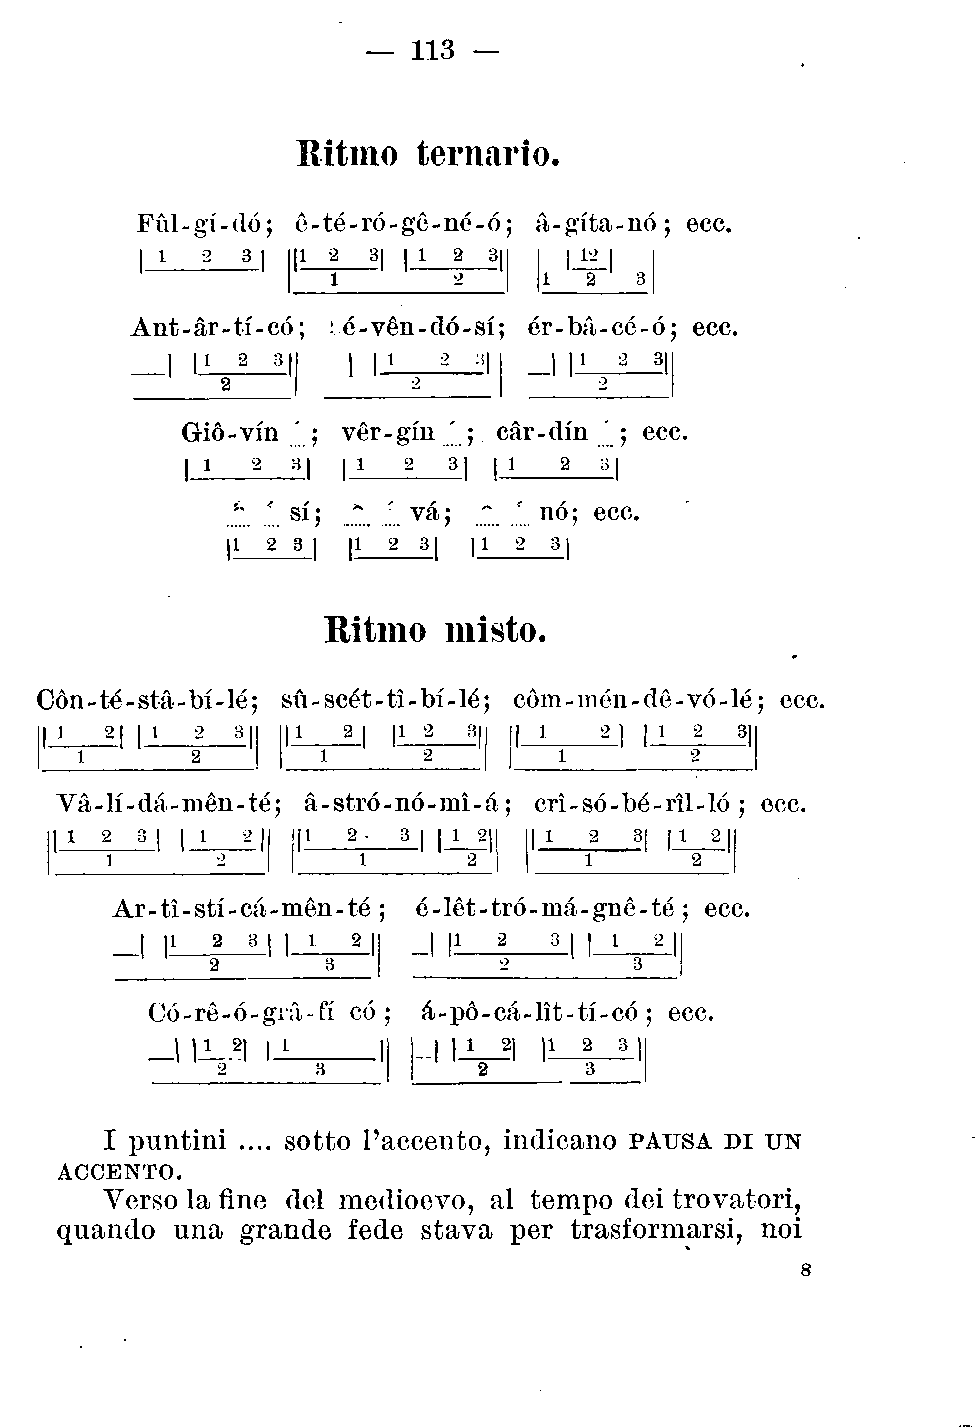 — 113 —
Ritmo ternario.
Fûl-gí-dó; ê-té-ró-gê-né-ó; â-gíta-nó; ecc.
1 2 3 1 2 3 1 2 3 12
1 2 1 2 3
Ant-âr-tí-có; é-vên-dó-sí; ér-bâ-cé-ó; ecc.
1 2 3 1 2 3 1 2 3
2 2 2
Giô-vín ´; vêr-gín ´; câr-dín ´; ecc.
1 2 3 1 2 3 1 2 3
^ ´ sí; ^ ´ vá; ^ ´ nó; ecc.
1 2 3 1 2 3 1 2 3
Ritmo misto.
Côn-té-stâ-bí-lé; sû-scét-tî-bí-lé; côm-mén-dê-vó-lé; ecc.
1 2 1 2 3 1 2 1 2 3 1 2 1 2 3
1 2 1 2 1 2
Vâ-lí-dá-mên-té; â-stró-nó-mî-á; crî-só-bé-rîl-ló; ecc.
1 2 3 1 2 1 2 3 1 2 1 2 3 1 2
1 2 1 2 1 2
Ar-tî-stí-cá-mên-té; é-lêt-tró-má-gnê-té; ecc.
1 2 3 1 2 1 2 3 1 2
2 3 2 3
Có-rê-ó-grâ-fí có; á-pô-cá-lît-tí-có; ecc.
1 2 1 1 2 1 2 3
2 3 2 3
I puntini .... sotto l'accento, indicano PAUSA DI UN
ACCENTO.
Verso la fine del medioevo, al tempo dei trovatori,
quando una grande fede stava per trasformarsi, noi
8